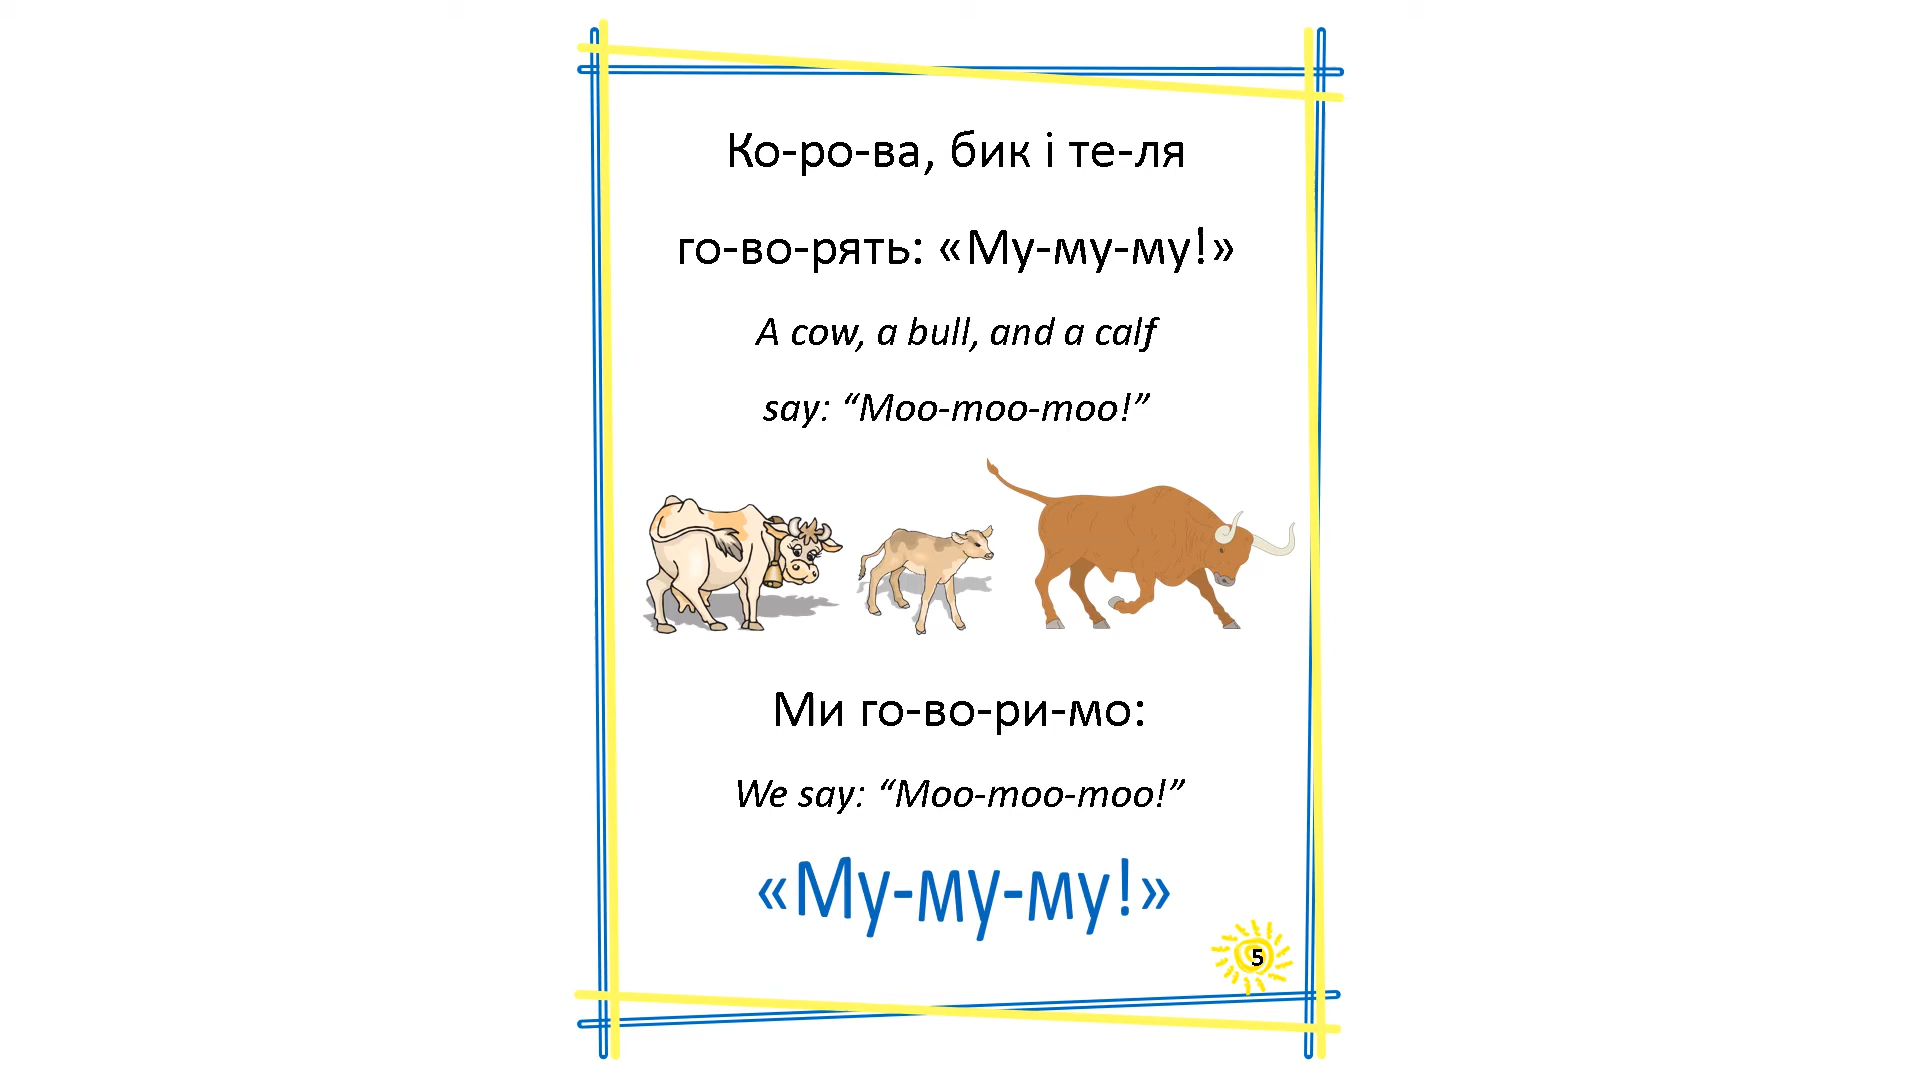 Ко-ро-ва, бик і те-ля
го-во-рять: «Му-му-му!»
A cow, a bull, and a calf
say: “Moo-moo-moo!”
Ми го-во-ри-мо:
We say: “Moo-moo-moo!”
«Му-му-му!»
5